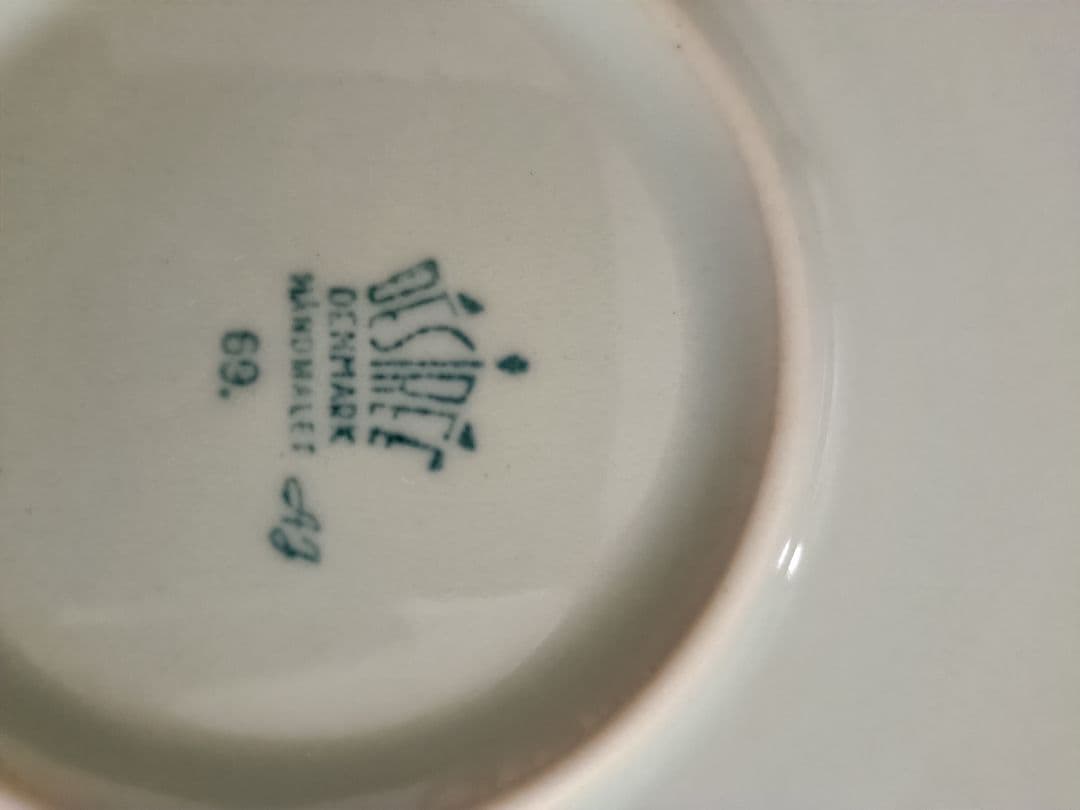 DÉSIRÉE
DENMARK
HÅNDMALET
69.